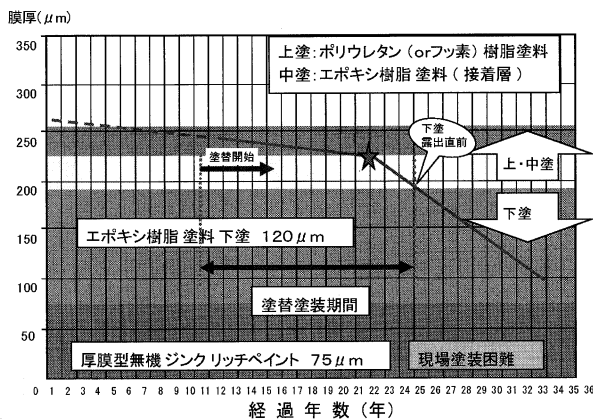 膜厚(μm)
350
上塗:ポリウレタン(orフッ素)樹脂塗料
中塗:エポキシ樹脂 塗料(接着層)
300
250
下塗
露出直前
塗替開始
上・中塗
200
下塗
エポキシ樹脂 塗料 下塗 120μm
150
100
塗替塗装期間
50
厚膜型無機 ジンク リッチペイント 75μm
現場塗装困難
0 1 2 3 4 5 6 7 8 9 10 11 12 13 14 15 16 17 18 19 20 21 22 23 24 25 26 27 28 29 30 31 32 33 34 35 36
経過年数(年)